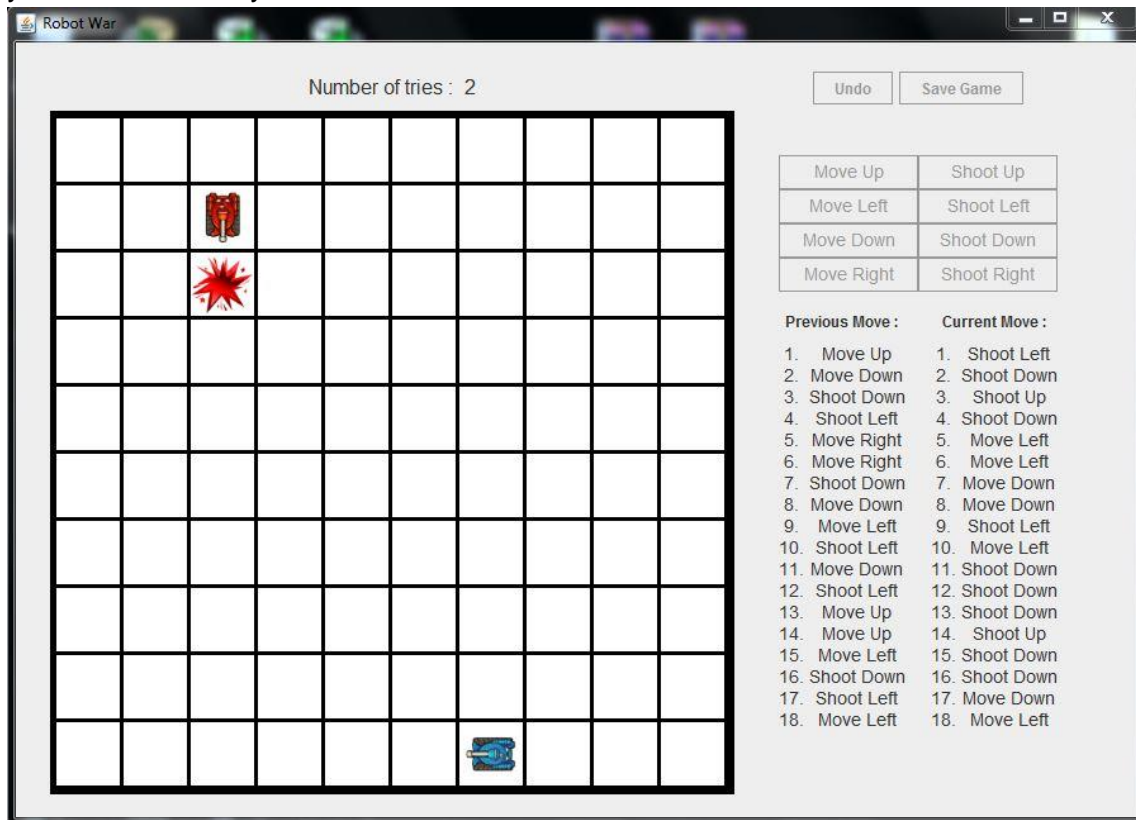 Robot War
Number of tries : 2
Undo
Save Game
Move Up
Shoot Up
Move Left
Shoot Left
Move Down
Shoot Down
Move Right
Shoot Right
Previous Move :
1. Move Up
2. Move Down
3. Shoot Down
4. Shoot Left
5. Move Right
6. Move Right
7. Shoot Down
8. Move Down
9. Move Left
10. Shoot Left
11. Move Down
12. Shoot Left
13. Move Up
14. Move Up
15. Move Left
16. Shoot Down
17. Shoot Left
18. Move Left
Current Move :
1. Shoot Left
2. Shoot Down
3. Shoot Up
4. Shoot Down
5. Move Left
6. Move Left
7. Move Down
8. Move Down
9. Shoot Left
10. Move Left
11. Shoot Down
12. Shoot Down
13. Shoot Down
14. Shoot Up
15. Shoot Down
16. Shoot Down
17. Move Down
18. Move Left